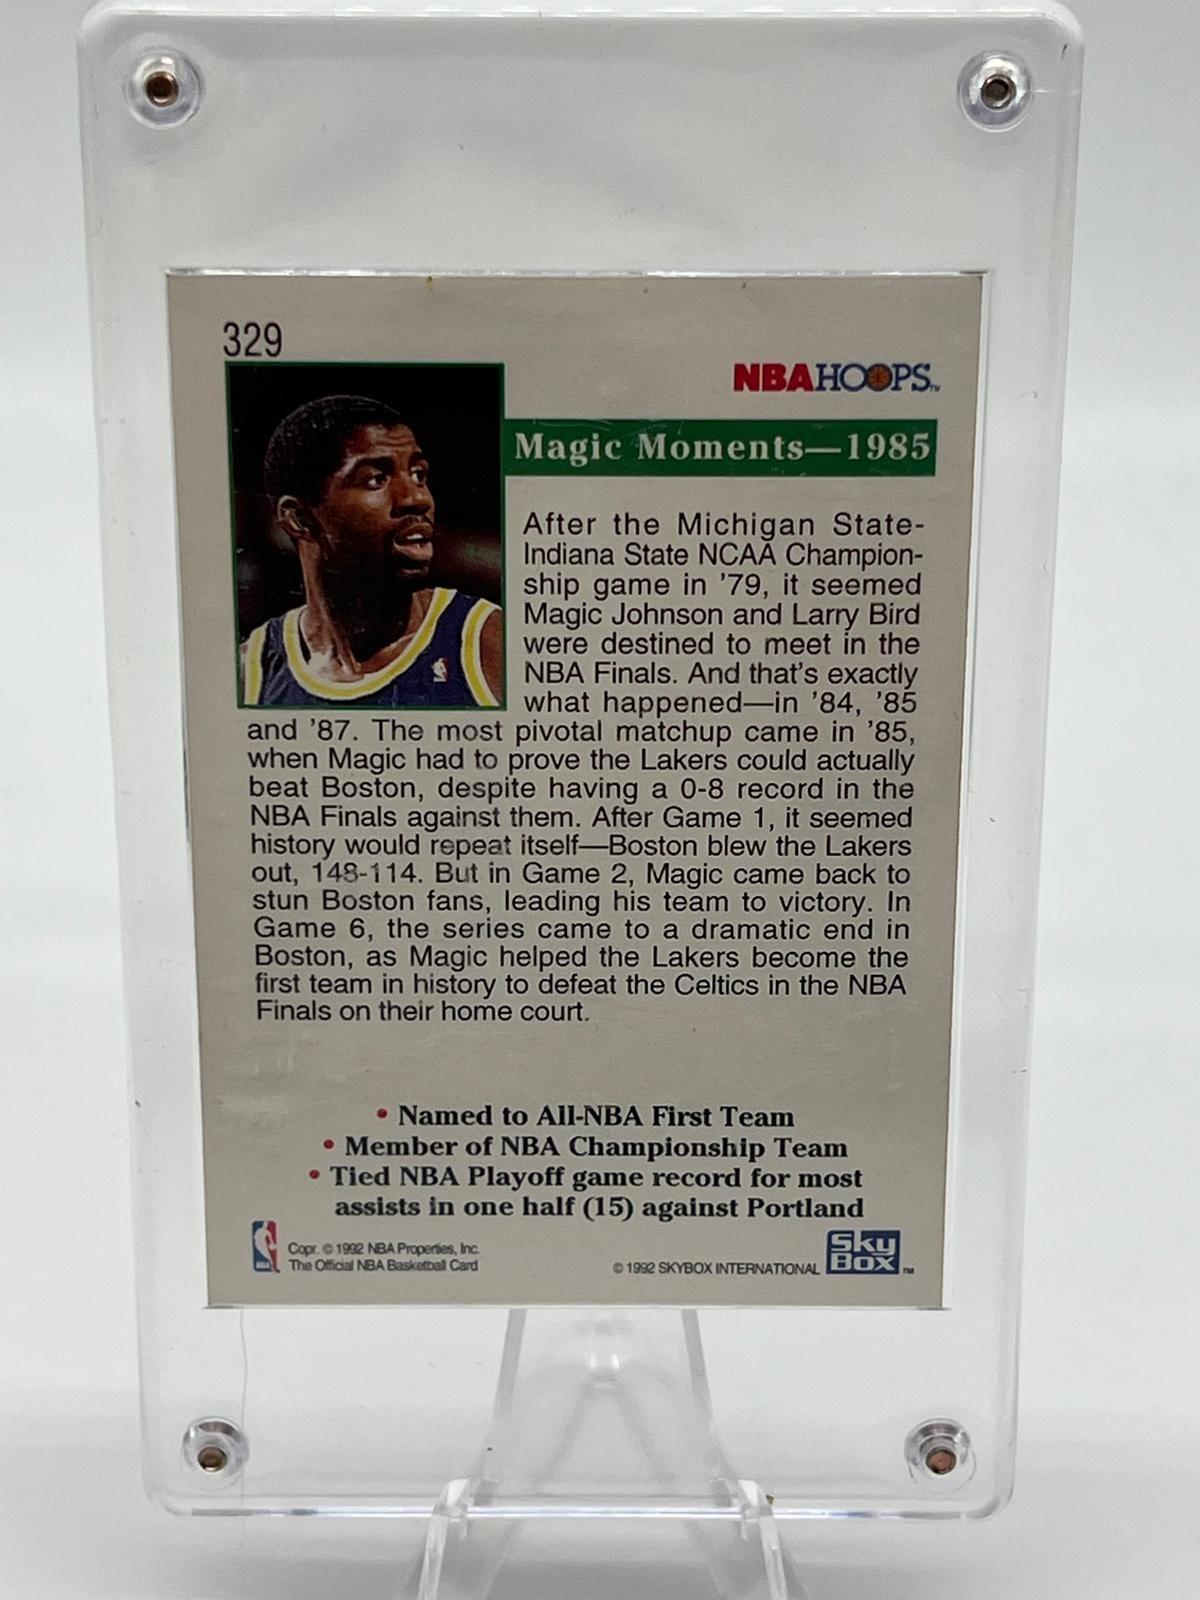 329
NBA HOOPS TM
Magic Moments—1985
After the Michigan State-
Indiana State NCAA Champion-
ship game in '79, it seemed
Magic Johnson and Larry Bird
were destined to meet in the
NBA Finals. And that's exactly
what happened—in '84, '85
and '87. The most pivotal matchup came in '85,
when Magic had to prove the Lakers could actually
beat Boston, despite having a 0-8 record in the
NBA Finals against them. After Game 1, it seemed
history would repeat itself—Boston blew the Lakers
out, 148-114. But in Game 2, Magic came back to
stun Boston fans, leading his team to victory. In
Game 6, the series came to a dramatic end in
Boston, as Magic helped the Lakers become the
first team in history to defeat the Celtics in the NBA
Finals on their home court.
• Named to All-NBA First Team
• Member of NBA Championship Team
• Tied NBA Playoff game record for most
assists in one half (15) against Portland
NBA
Copr. © 1992 NBA Properties, Inc.
The Official NBA Basketball Card
© 1992 SKYBOX INTERNATIONAL
Sky
Box TM